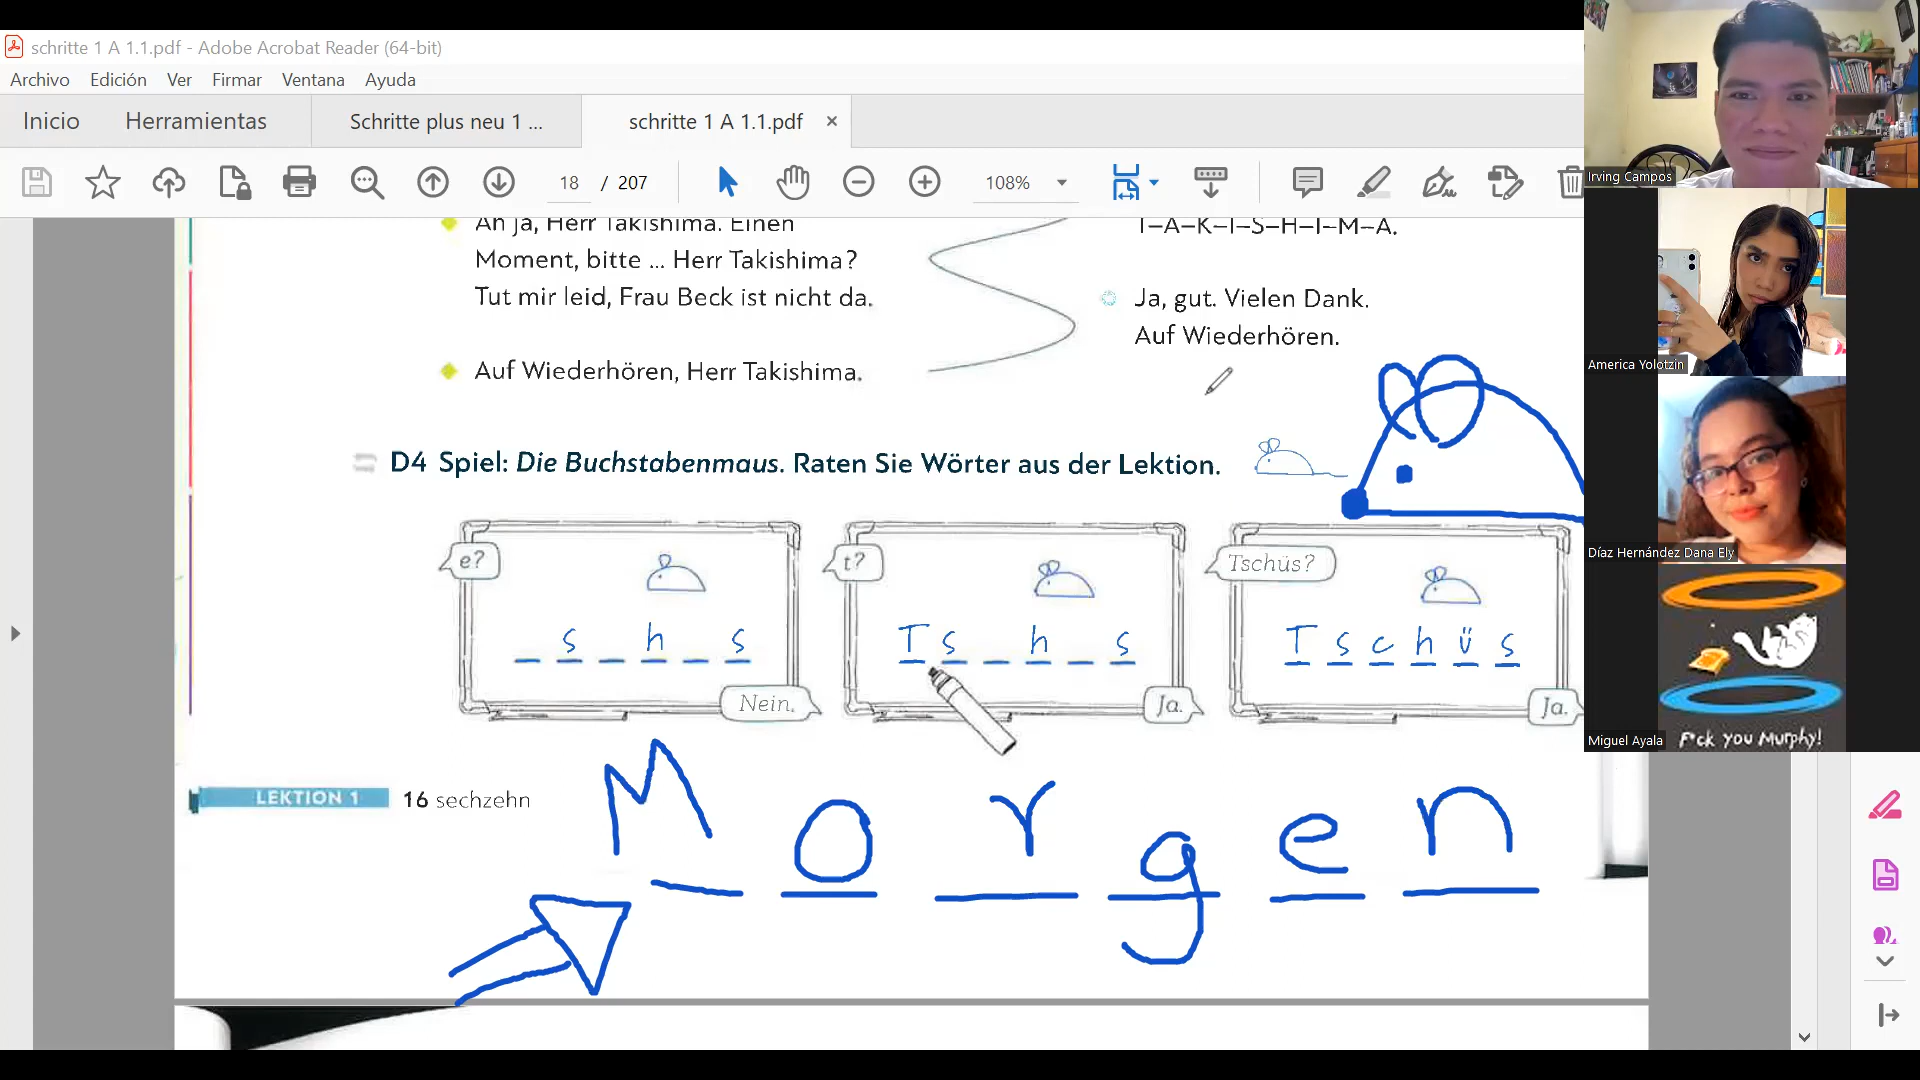 schritte 1 A 1.1.pdf - Adobe Acrobat Reader (64-bit)
Archivo Edición Ver Firmar Ventana Ayuda
Inicio Herramientas Schritte plus neu 1 ... schritte 1 A 1.1.pdf ×
18 / 207 108%
Ah ja, Herr Takishima. Einen
Moment, bitte ... Herr Takishima?
Tut mir leid, Frau Beck ist nicht da.
Auf Wiederhören, Herr Takishima.
T–A–K–I–S–H–I–M–A.
Ja, gut. Vielen Dank.
Auf Wiederhören.
D4 Spiel: Die Buchstabenmaus. Raten Sie Wörter aus der Lektion.
e?
_ s _ h _ s
Nein.
t?
T s _ h _ s
Ja.
Tschüs?
T s c h ü s
Ja.
LEKTION 1 16 sechzehn
M o r g e n
Irving Campos
America Yolotzin
Díaz Hernández Dana Ely
F*ck you Murphy!
Miguel Ayala